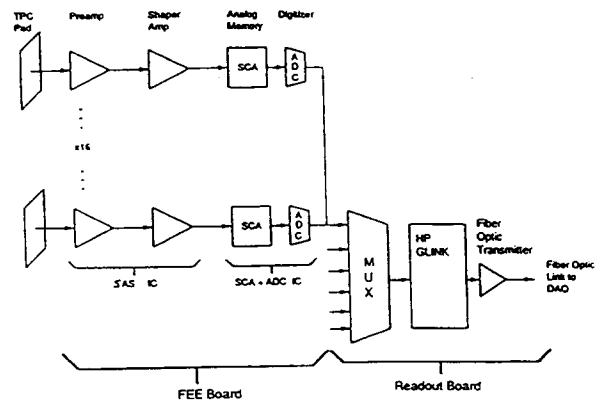 TPC Pad
Preamp
Shaper Amp
Analog Memory
Digitizer
SCA
ADC
x16
SCA
ADC
SAS IC
SCA + ADC IC
MUX
HP GLINK
Fiber Optic Transmitter
Fiber Optic Link to DAQ
FEE Board
Readout Board